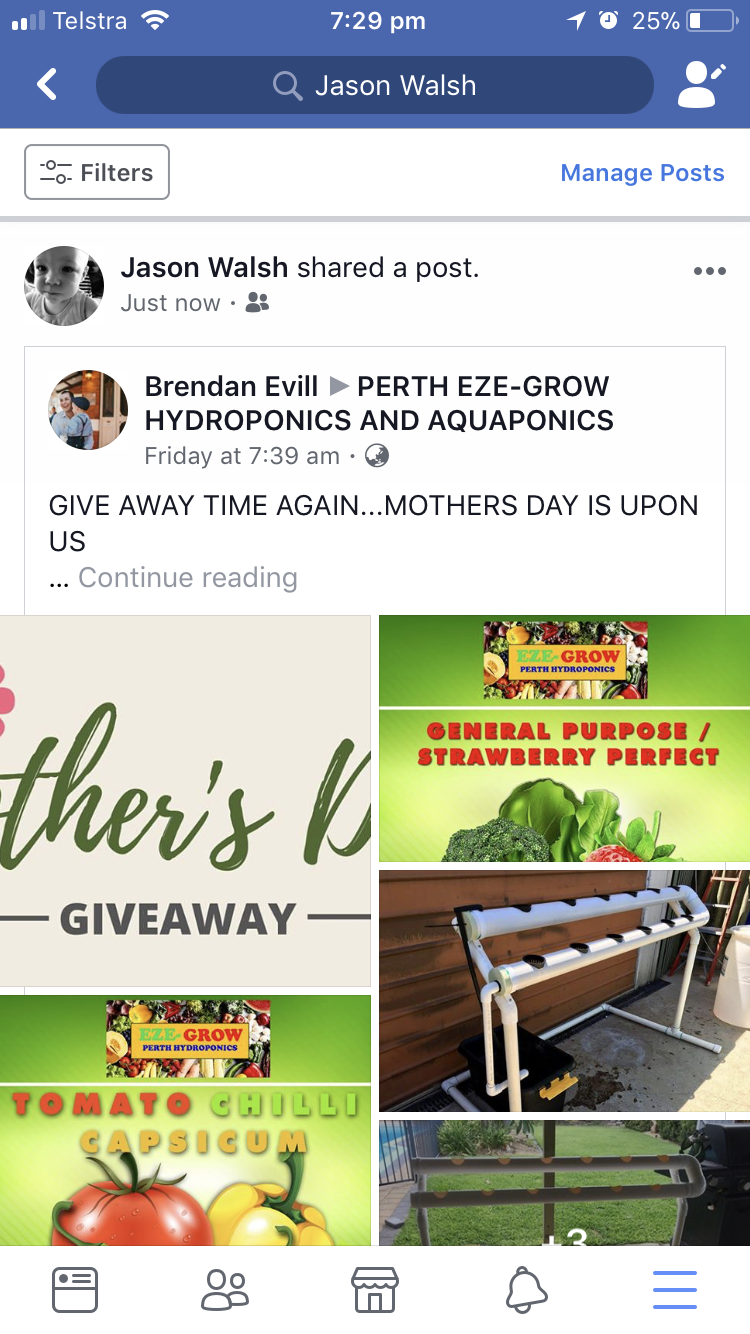 Telstra 7:29 pm 25%
Jason Walsh
Filters Manage Posts
Jason Walsh shared a post.
Just now ·
Brendan Evill ▶ PERTH EZE-GROW
HYDROPONICS AND AQUAPONICS
Friday at 7:39 am ·
GIVE AWAY TIME AGAIN...MOTHERS DAY IS UPON
US
... Continue reading
ther's D
GIVEAWAY
EZE-GROW
PERTH HYDROPONICS
GENERAL PURPOSE /
STRAWBERRY PERFECT
EZE-GROW
PERTH HYDROPONICS
TOMATO CHILLI
CAPSICUM
+3